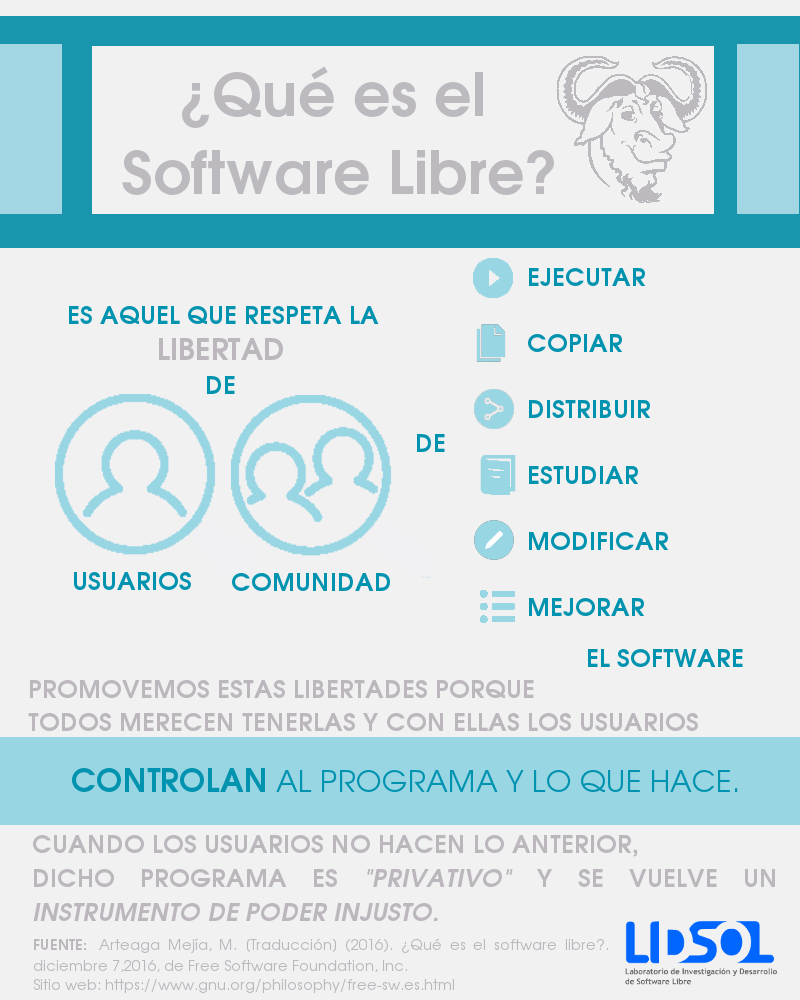 ¿Qué es el
Software Libre?
ES AQUEL QUE RESPETA LA
LIBERTAD
DE
USUARIOS
COMUNIDAD
DE
EJECUTAR
COPIAR
DISTRIBUIR
ESTUDIAR
MODIFICAR
MEJORAR
EL SOFTWARE
PROMOVEMOS ESTAS LIBERTADES PORQUE
TODOS MERECEN TENERLAS Y CON ELLAS LOS USUARIOS
CONTROLAN AL PROGRAMA Y LO QUE HACE.
CUANDO LOS USUARIOS NO HACEN LO ANTERIOR,
DICHO PROGRAMA ES "PRIVATIVO" Y SE VUELVE UN
INSTRUMENTO DE PODER INJUSTO.
FUENTE: Arteaga Mejía, M. (Traducción) (2016). ¿Qué es el software libre?.
diciembre 7,2016, de Free Software Foundation, Inc.
Sitio web: https://www.gnu.org/philosophy/free-sw.es.html
LIDSOL
Laboratorio de Investigación y Desarrollo
de Software Libre